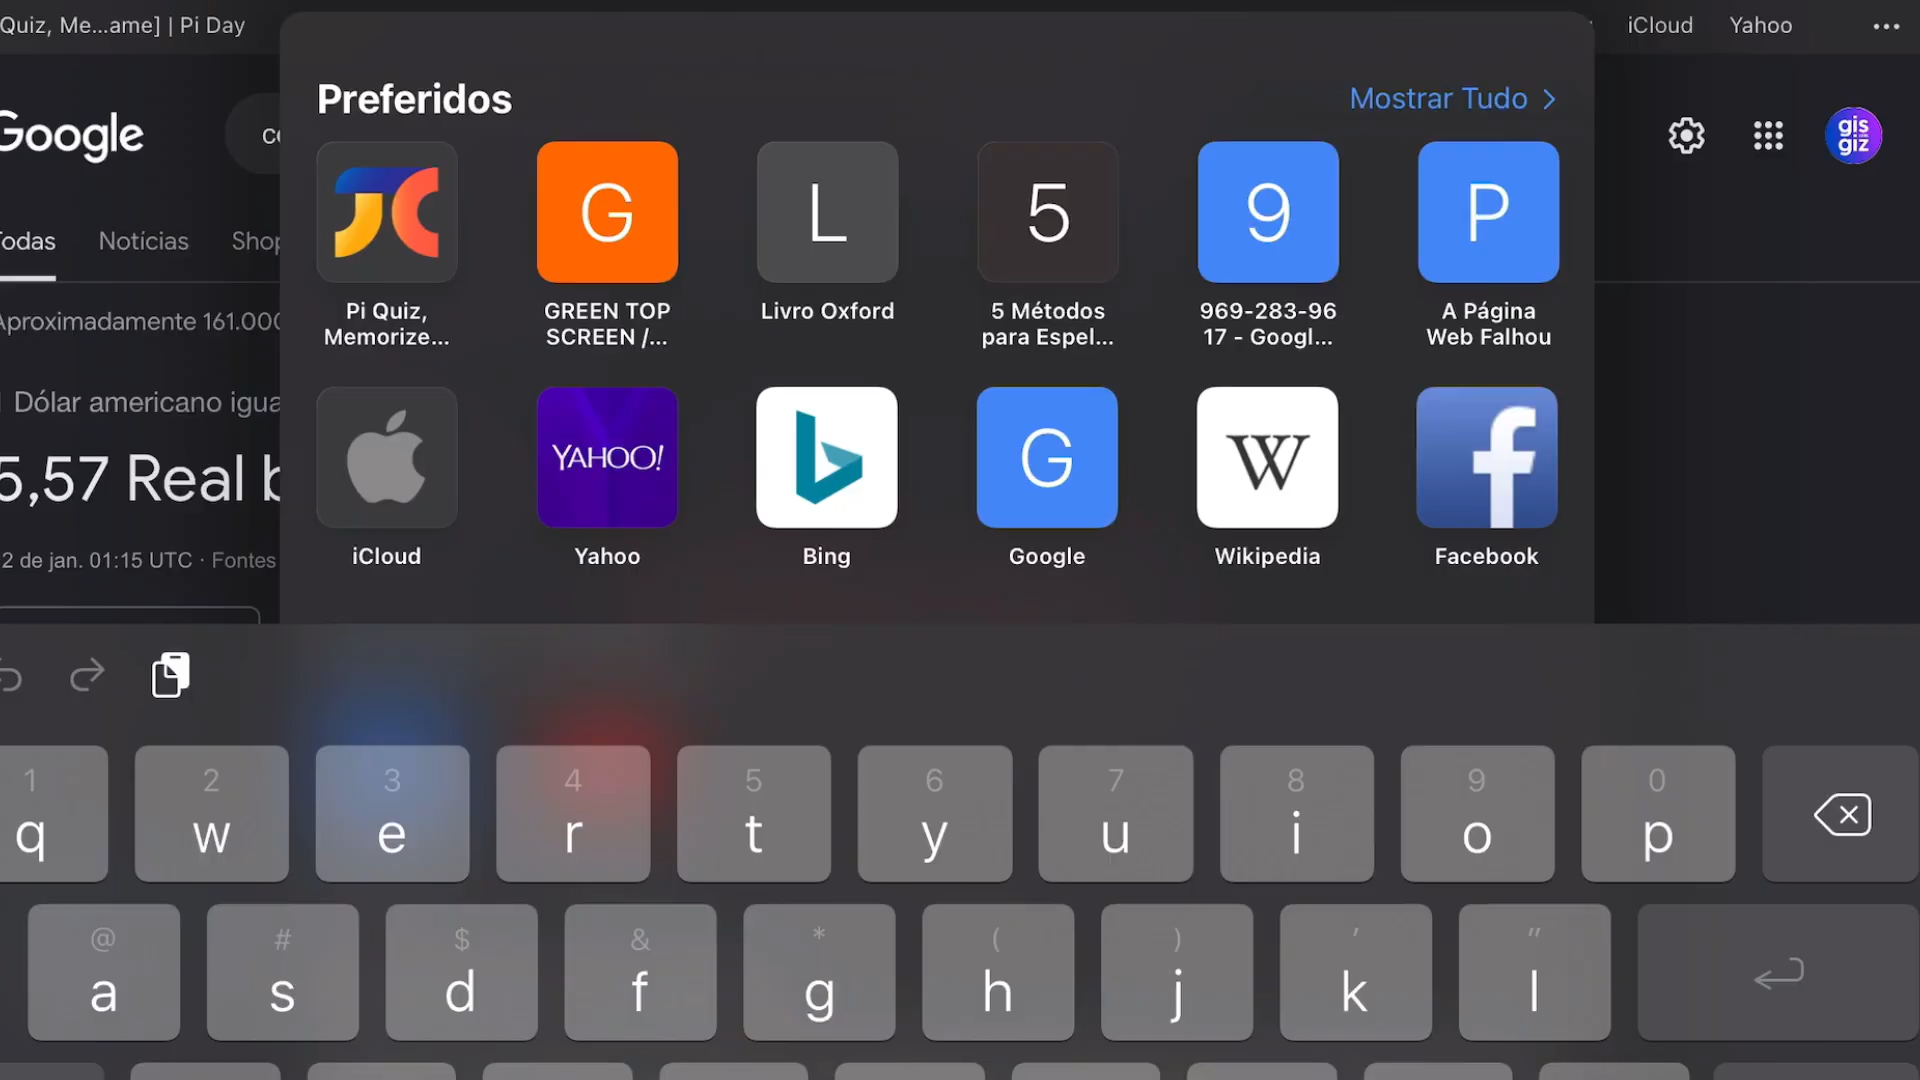 Quiz, Me...ame] | Pi Day
iCloud
Yahoo
Google
Preferidos
Mostrar Tudo
gis
giz
G
L
5
9
P
Todas
Notícias
Shop
Pi Quiz,
Memorize...
GREEN TOP
SCREEN /...
Livro Oxford
5 Métodos
para Espel...
969-283-96
17 - Googl...
A Página
Web Falhou
Aproximadamente 161.000
Dólar americano igua
5,57 Real b
YAHOO!
G
W
f
2 de jan. 01:15 UTC · Fontes
iCloud
Yahoo
Bing
Google
Wikipedia
Facebook
1 2 3 4 5 6 7 8 9 0
q w e r t y u i o p
@ # $ & * ( ) ' "
a s d f g h j k l